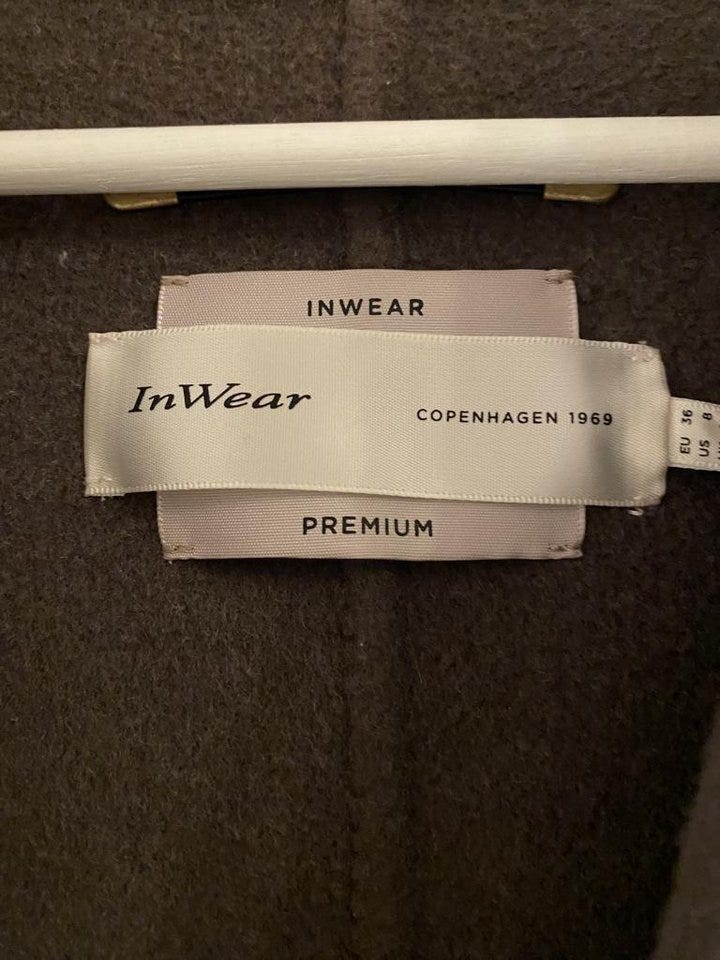 INWEAR
InWear
COPENHAGEN 1969
PREMIUM
EU 36
US 8